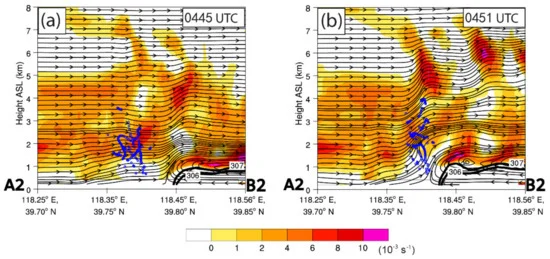 (a) 0445 UTC
8
7
6
5
4
3
2
1
0
Height ASL (km)
307
306
A2 B2
118.25° E, 118.35° E, 118.45° E, 118.56° E,
39.70° N 39.75° N 39.80° N 39.85° N
(b) 0451 UTC
8
7
6
5
4
3
2
1
0
Height ASL (km)
307
306
A2 B2
118.25° E, 118.35° E, 118.45° E, 118.56° E,
39.70° N 39.75° N 39.80° N 39.85° N
0 1 2 4 6 8 10 (10⁻³ s⁻¹)